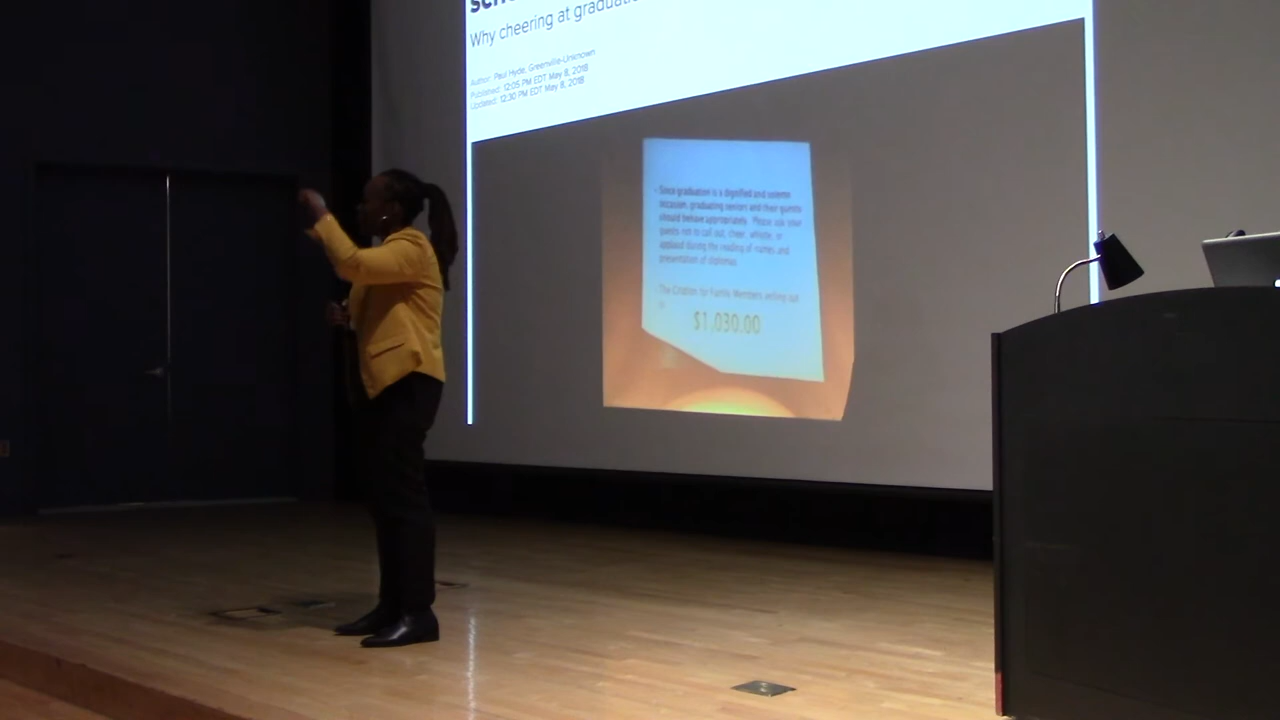 Why cheering at graduatio
Author: Paul Hyde, Greenville-Unknown
Published: 12:05 PM EDT May 8, 2018
Updated: 12:30 PM EDT May 8, 2018
Since graduation is a dignified and solemn
occasion, graduating seniors and their guests
should behave appropriately. Please ask your
guests not to call out, cheer, whistle, or
applaud during the reading of names and
presentation of diplomas.
The Citation for Family Members yelling out
$1,030.00